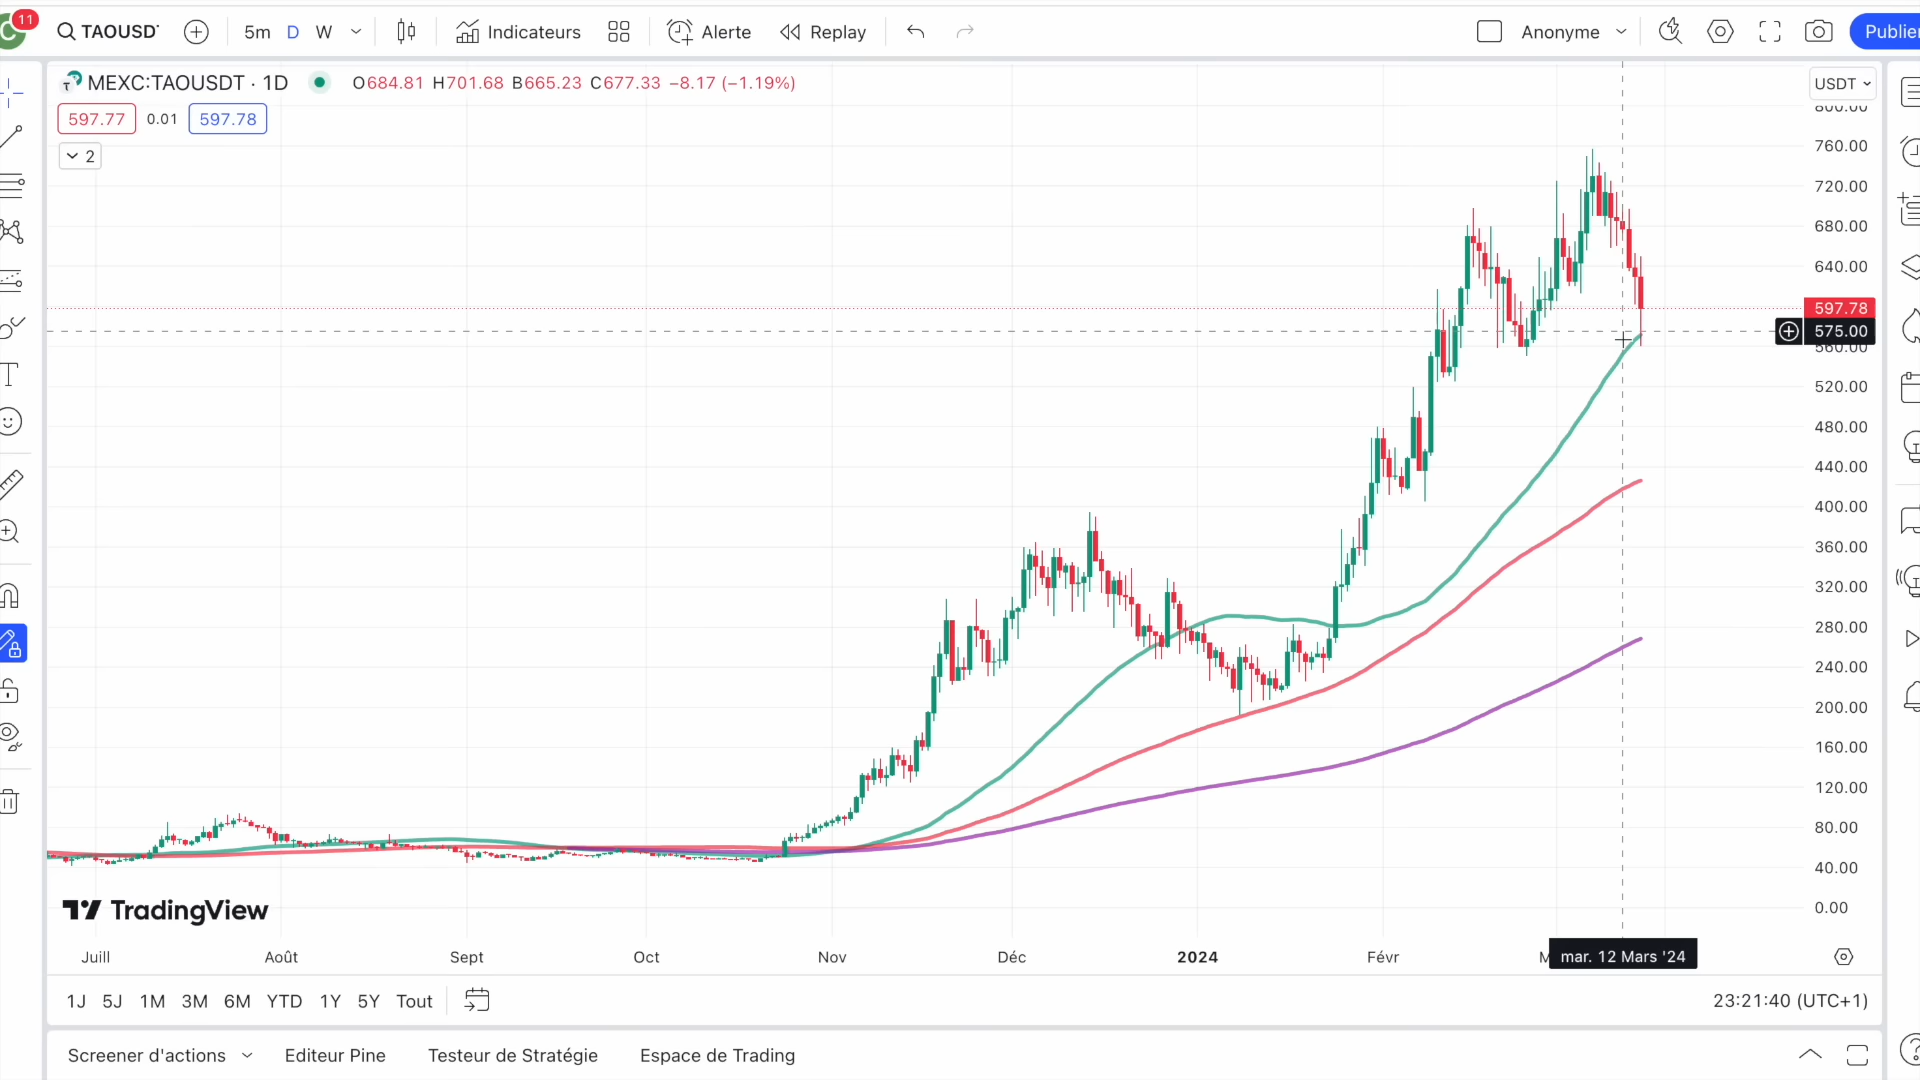 11
TAOUSDT
5m D W
Indicateurs
Alerte
Replay
Anonyme
Publier
MEXC:TAOUSDT · 1D
O684.81 H701.68 B665.23 C677.33 −8.17 (−1.19%)
597.77 0.01 597.78
2
USDT
800.00
760.00
720.00
680.00
640.00
597.78
575.00
560.00
520.00
480.00
440.00
400.00
360.00
320.00
280.00
240.00
200.00
160.00
120.00
80.00
40.00
0.00
TradingView
Juill Août Sept Oct Nov Déc 2024 Févr M mar. 12 Mars '24
1J 5J 1M 3M 6M YTD 1Y 5Y Tout
23:21:40 (UTC+1)
Screener d'actions Editeur Pine Testeur de Stratégie Espace de Trading